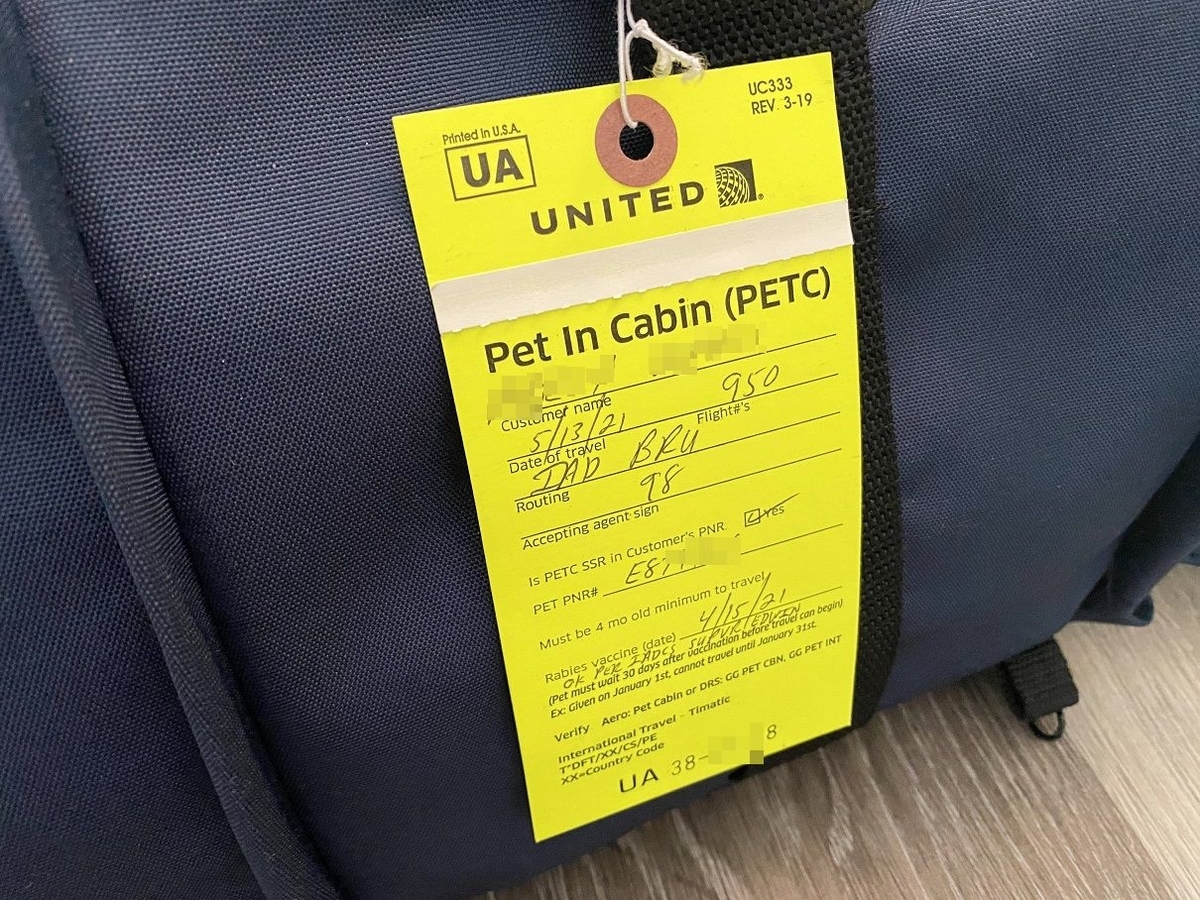 UC333
REV. 3-19
Printed in U.S.A.
UA
UNITED
Pet In Cabin (PETC)
Customer name
5/13/21 950
Date of travel Flight#'s
IAD BRU
Routing
98
Accepting agent sign
Is PETC SSR in Customer's PNR ☑ Yes
PET PNR# E87
Must be 4 mo old minimum to travel
Rabies vaccine (date) 4/15/21
OK PER IADCS SUPVR EDWIN
(Pet must wait 30 days after vaccination before travel can begin)
Ex: Given on January 1st, cannot travel until January 31st.
Verify Aero: Pet Cabin or DRS: GG PET CBN, GG PET INT
International Travel - Timatic
T*DFT/XX/CS/PE
XX=Country Code
UA 38- 8